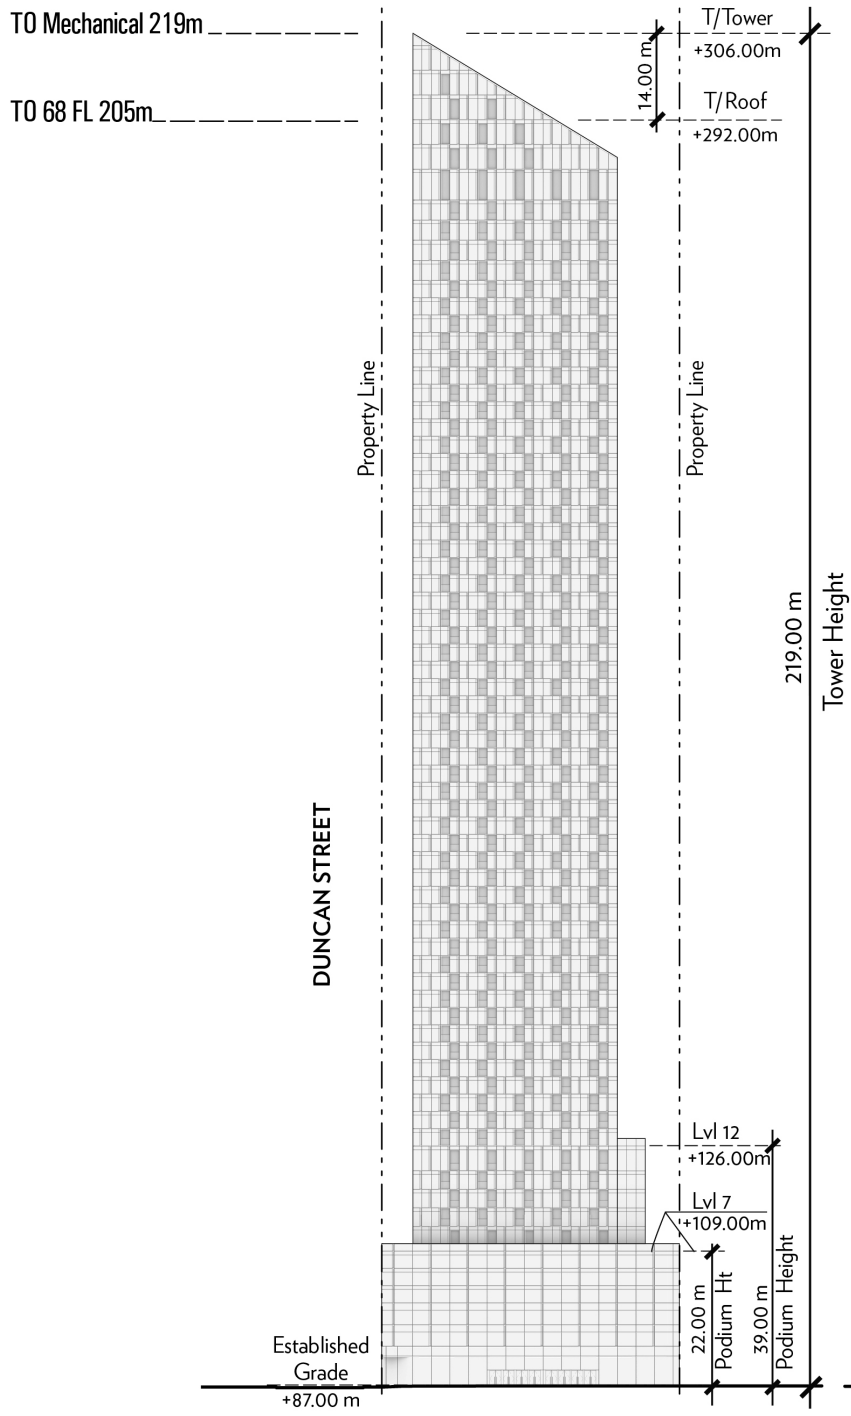 TO Mechanical 219m
T/Tower
+306.00m
14.00 m
TO 68 FL 205m
T/Roof
+292.00m
Property Line
Property Line
219.00 m
Tower Height
DUNCAN STREET
Lvl 12
+126.00m
Lvl 7
+109.00m
22.00 m
Podium Ht
39.00 m
Podium Height
Established
Grade
+87.00 m